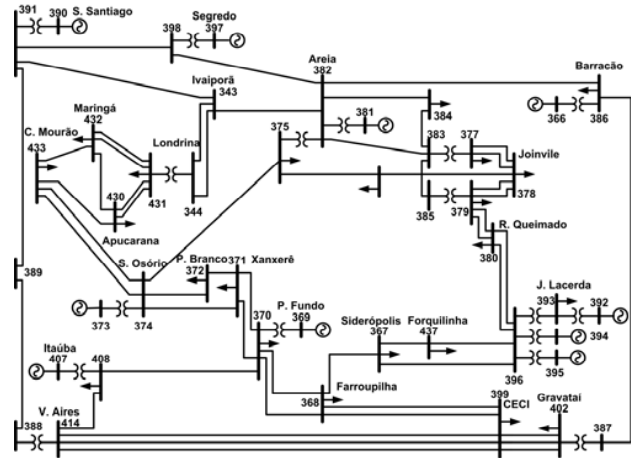 391
390
S. Santiago
398
Segredo
397
Areia
382
Barracão
366
386
Ivaiporã
343
381
384
Maringá
432
C. Mourão
433
Londrina
375
383
377
Joinvile
378
430
431
344
385
379
Apucarana
R. Queimado
380
S. Osório
P. Branco
372
371
Xanxerê
389
373
374
370
P. Fundo
369
J. Lacerda
393
392
394
395
396
Siderópolis
367
Forquilinha
437
Itaúba
407
408
368
Farroupilha
399
CECI
Gravataí
402
V. Aires
414
388
387